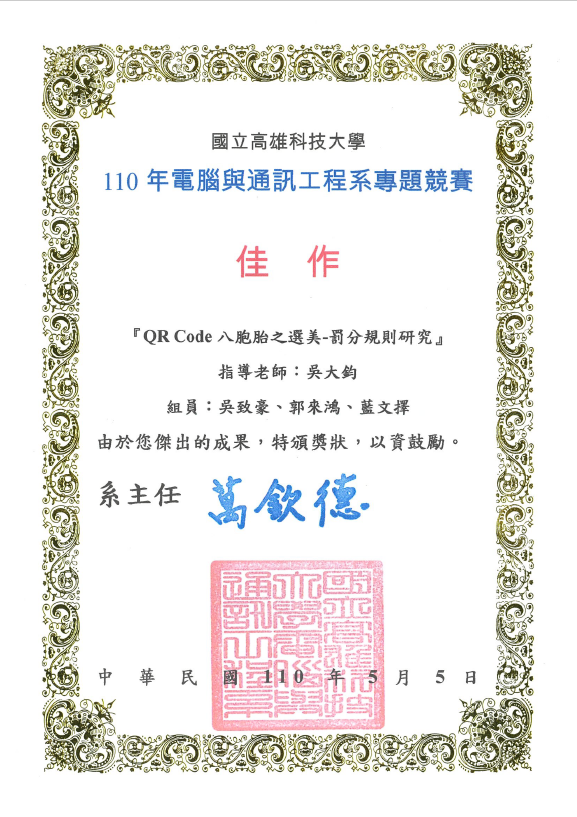 國立高雄科技大學
110 年電腦與通訊工程系專題競賽
佳 作
『QR Code 八胞胎之選美-罰分規則研究』
指導老師：吳大鈞
組員：吳致豪、郭來鴻、藍文擇
由於您傑出的成果，特頒獎狀，以資鼓勵。
系主任 萬欽德
國立高雄科技
大學電腦與
通訊工程系
中 華 民 國 110 年 5 月 5 日